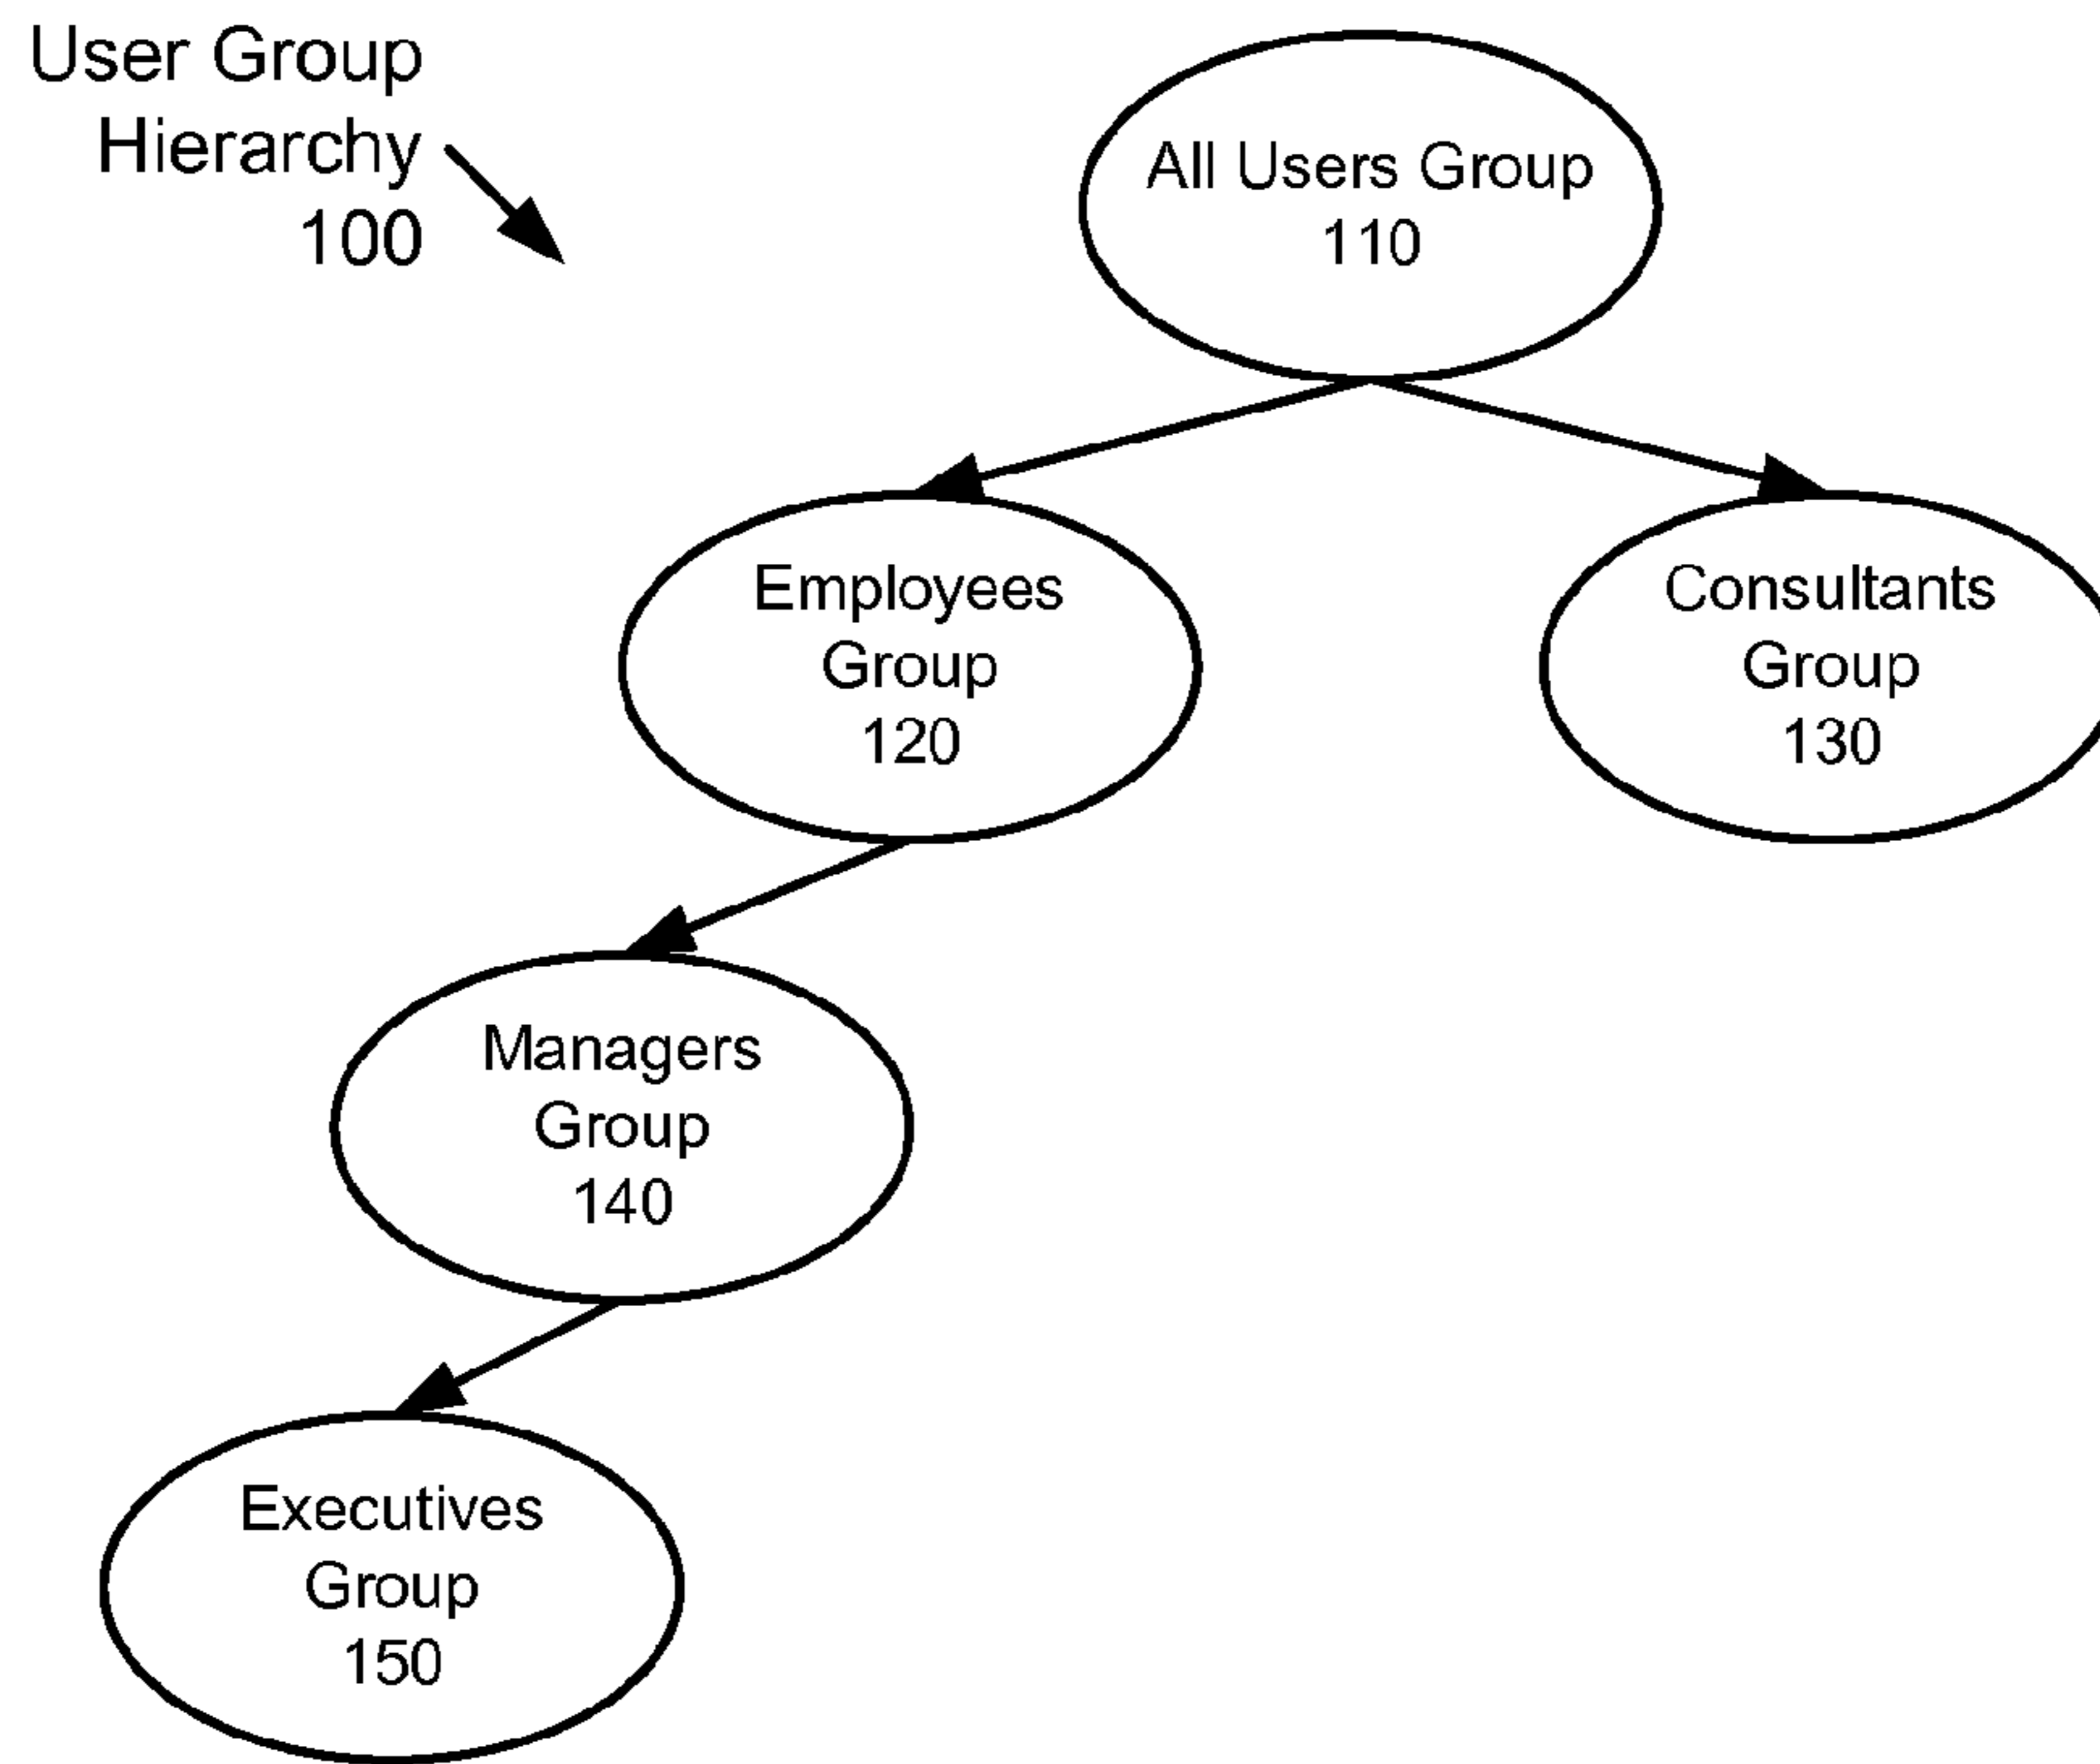 User Group
Hierarchy
100
All Users Group
110
Employees
Group
120
Consultants
Group
130
Managers
Group
140
Executives
Group
150